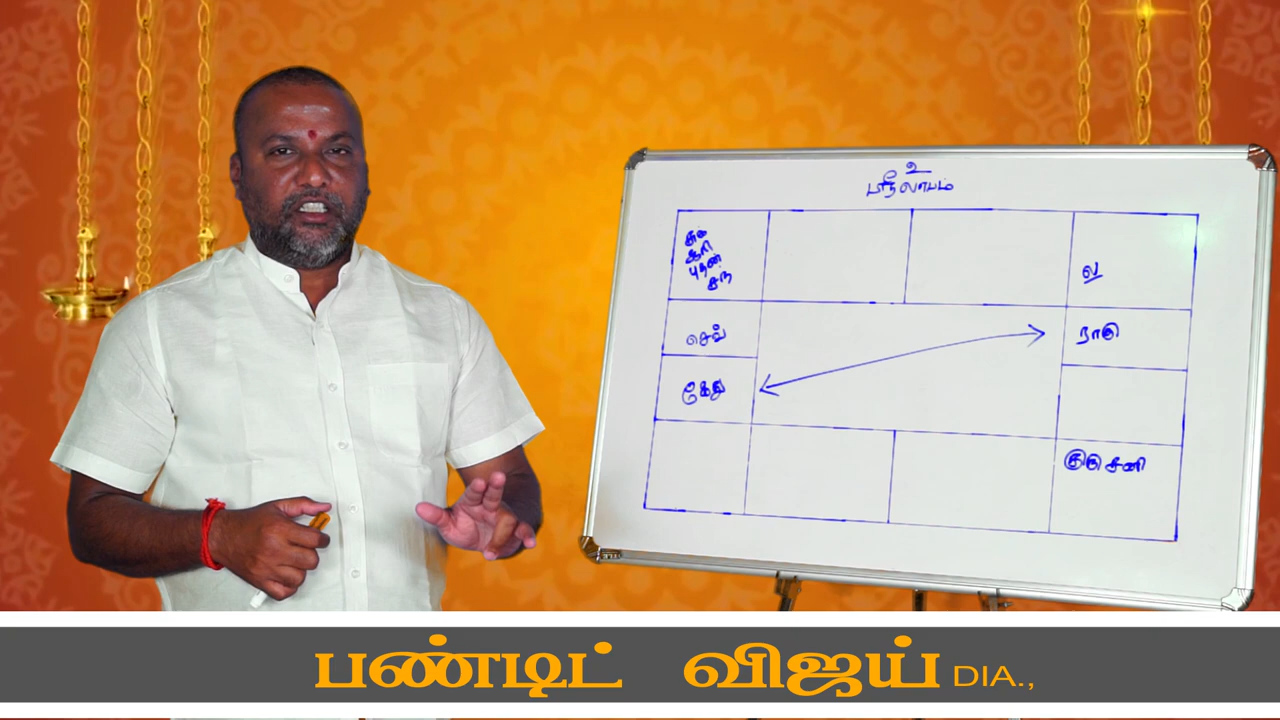 உ
ஸ்ரீ லாபம்
சுக்
சூரி
புதன்
சந்
ல
செவ்
ராகு
கேது
குரு சனி
பண்டிட் விஜய் DIA.,